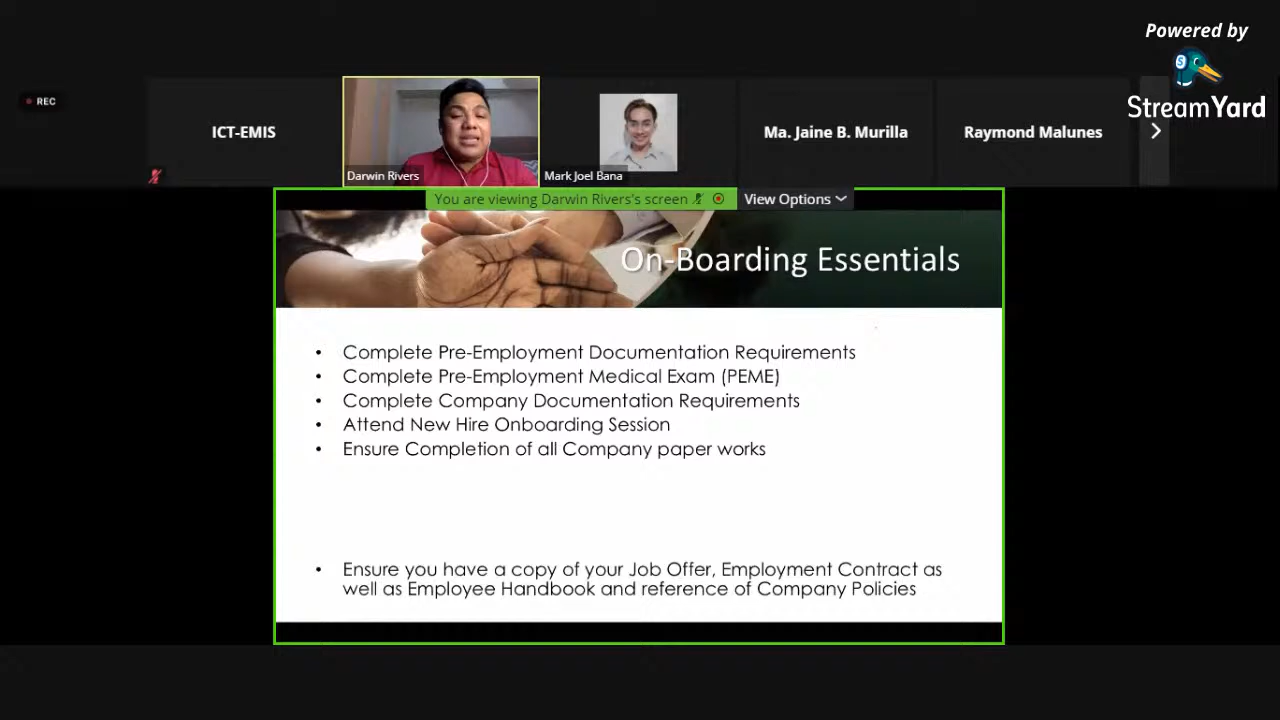 Powered by
StreamYard
REC
ICT-EMIS
Darwin Rivers
Mark Joel Bana
Ma. Jaine B. Murilla
Raymond Malunes
You are viewing Darwin Rivers's screen
View Options
On-Boarding Essentials
• Complete Pre-Employment Documentation Requirements
• Complete Pre-Employment Medical Exam (PEME)
• Complete Company Documentation Requirements
• Attend New Hire Onboarding Session
• Ensure Completion of all Company paper works
• Ensure you have a copy of your Job Offer, Employment Contract as
well as Employee Handbook and reference of Company Policies